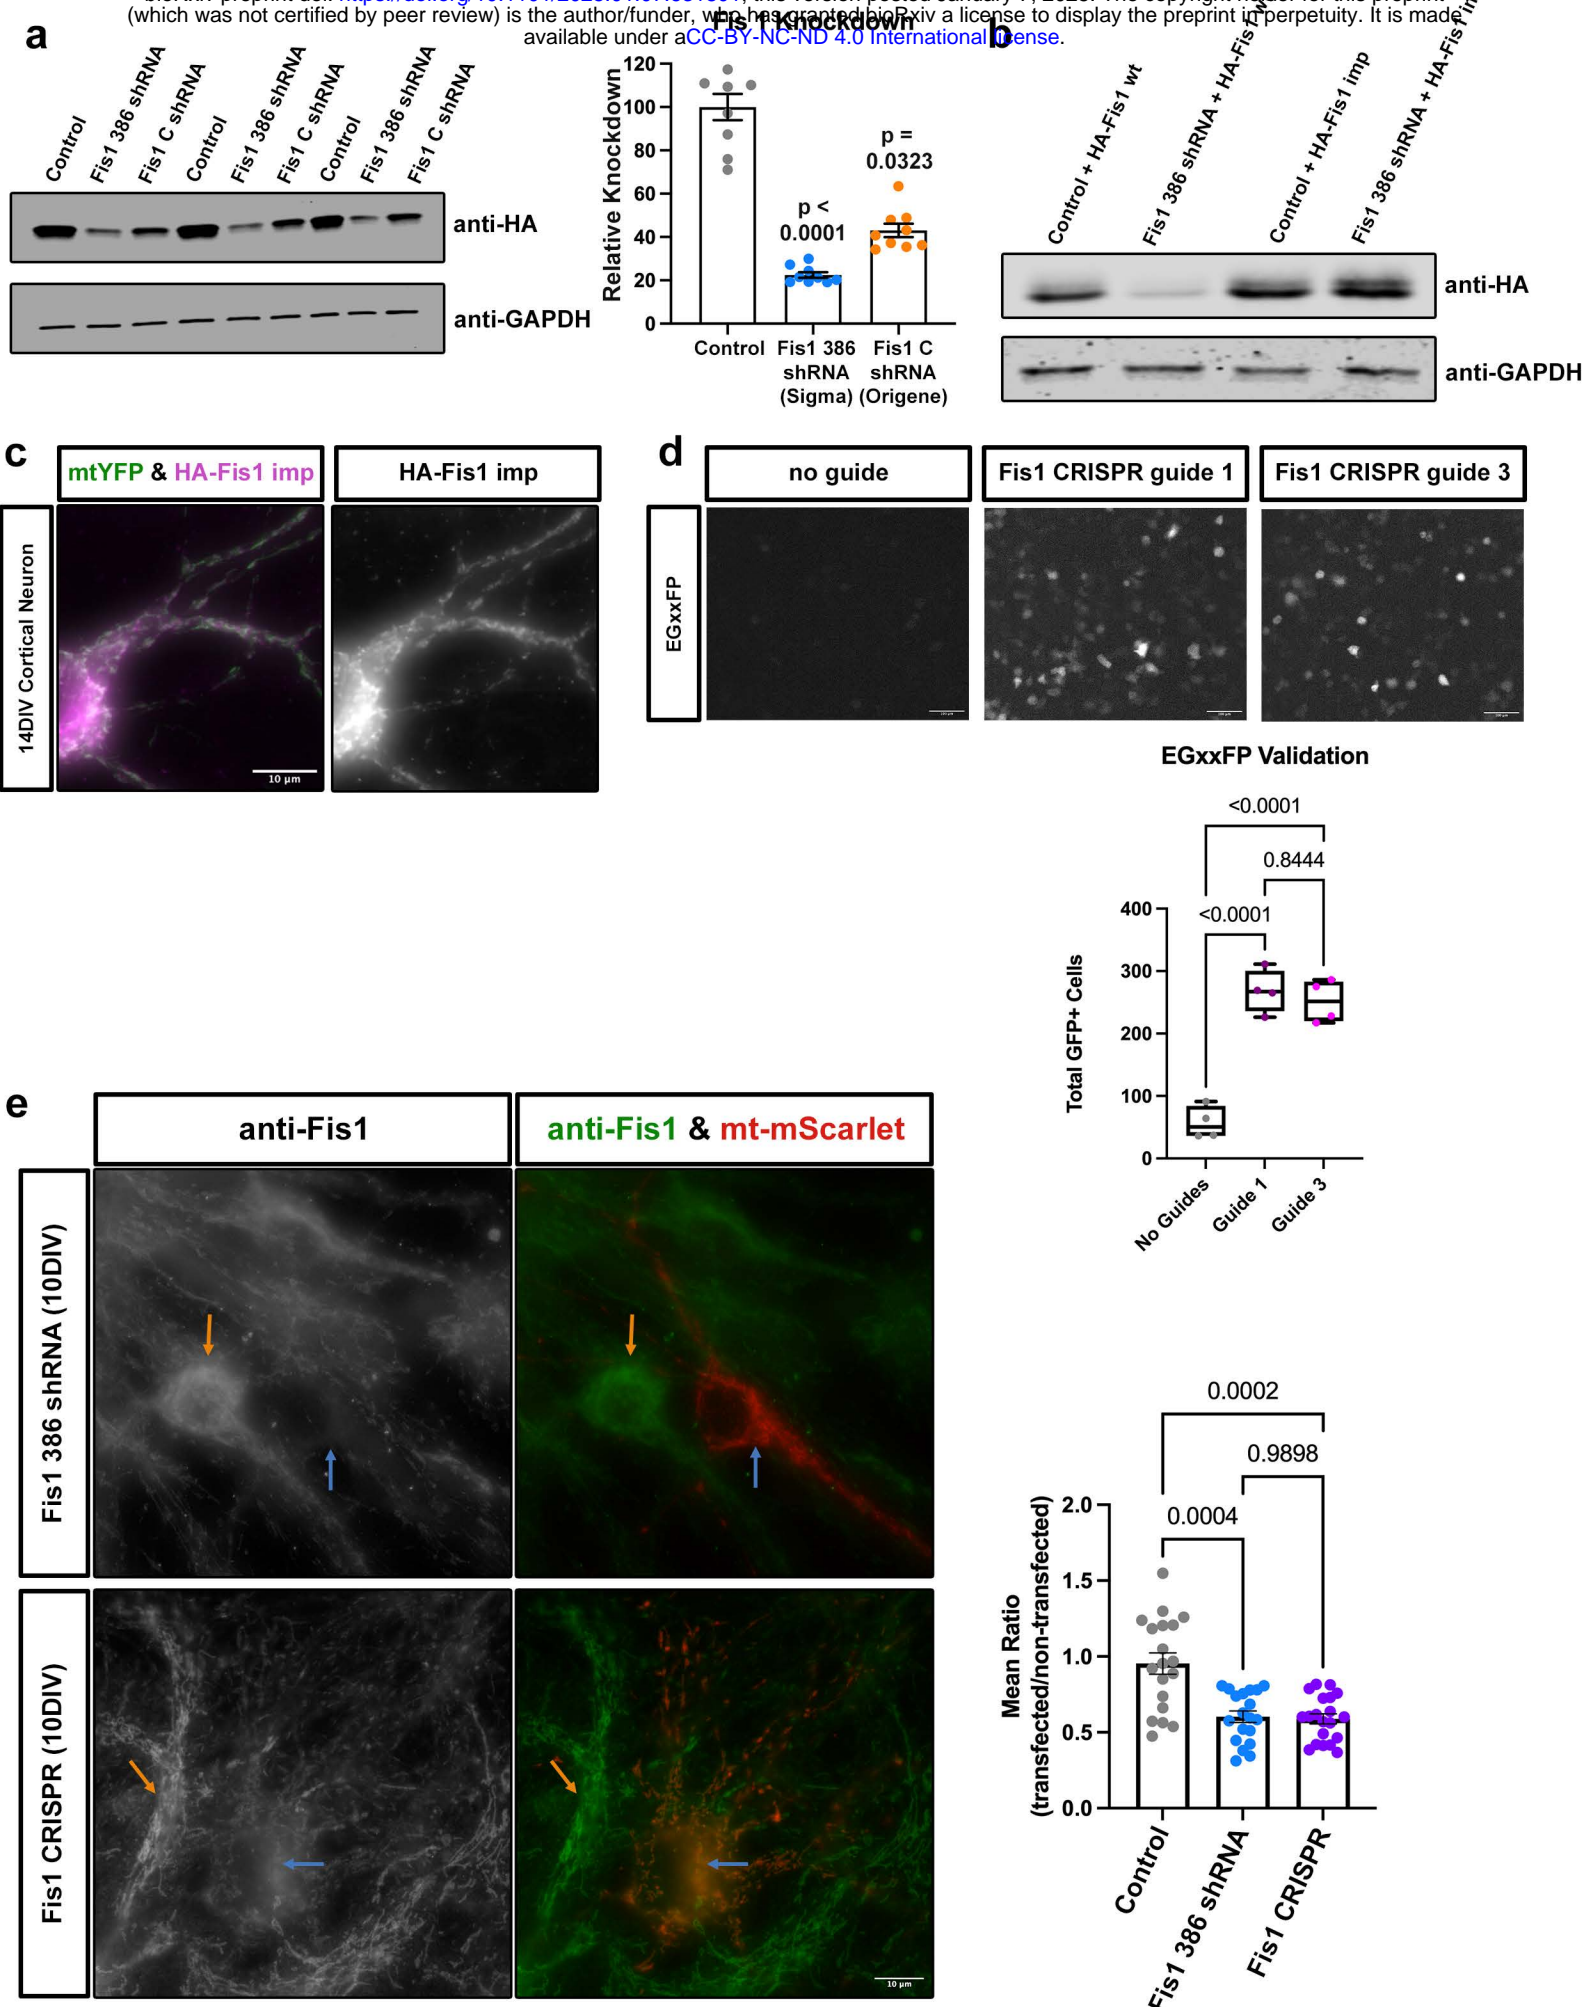 (which was not certified by peer review) is the author/funder, who has granted bioRxiv a license to display the preprint in perpetuity. It is made
available under aCC-BY-NC-ND 4.0 International license.
a
Control
Fis1 386 shRNA
Fis1 C shRNA
Control
Fis1 386 shRNA
Fis1 C shRNA
Control
Fis1 386 shRNA
Fis1 C shRNA
anti-HA
anti-GAPDH
Fis1 Knockdown
Relative Knockdown
120
100
80
60
40
20
0
p <
0.0001
p =
0.0323
Control
Fis1 386
shRNA
(Sigma)
Fis1 C
shRNA
(Origene)
b
Control + HA-Fis1 wt
Fis1 386 shRNA + HA-Fis1
Control + HA-Fis1 imp
Fis1 386 shRNA + HA-Fis1
anti-HA
anti-GAPDH
c
mtYFP & HA-Fis1 imp
HA-Fis1 imp
14DIV Cortical Neuron
10 µm
d
no guide
Fis1 CRISPR guide 1
Fis1 CRISPR guide 3
EGxxFP
EGxxFP Validation
<0.0001
0.8444
<0.0001
Total GFP+ Cells
400
300
200
100
0
No Guides
Guide 1
Guide 3
e
anti-Fis1
anti-Fis1 & mt-mScarlet
Fis1 386 shRNA (10DIV)
Fis1 CRISPR (10DIV)
10 µm
0.0002
0.9898
0.0004
Mean Ratio
(transfected/non-transfected)
2.0
1.5
1.0
0.5
0.0
Control
Fis1 386 shRNA
Fis1 CRISPR